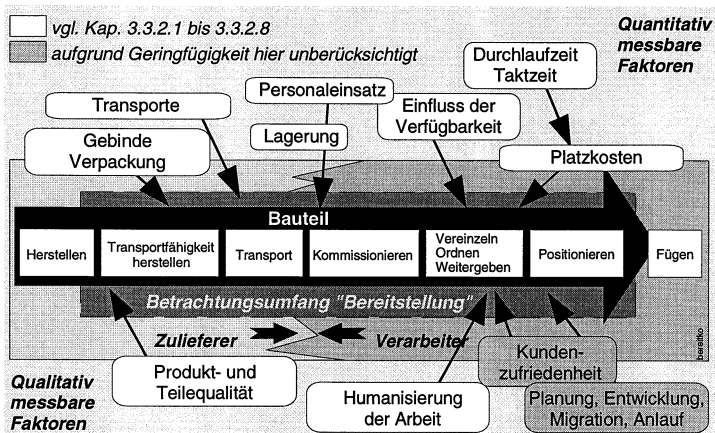 vgl. Kap. 3.3.2.1 bis 3.3.2.8
aufgrund Geringfügigkeit hier unberücksichtigt
Quantitativ
messbare
Faktoren
Durchlaufzeit
Taktzeit
Personaleinsatz
Transporte
Einfluss der
Verfügbarkeit
Lagerung
Gebinde
Verpackung
Platzkosten
Bauteil
Herstellen
Transportfähigkeit
herstellen
Transport
Kommissionieren
Vereinzeln
Ordnen
Weitergeben
Positionieren
Fügen
Betrachtungsumfang "Bereitstellung"
Zulieferer
Verarbeiter
bereitko
Produkt- und
Teilequalität
Kunden-
zufriedenheit
Humanisierung
der Arbeit
Planung, Entwicklung,
Migration, Anlauf
Qualitativ
messbare
Faktoren